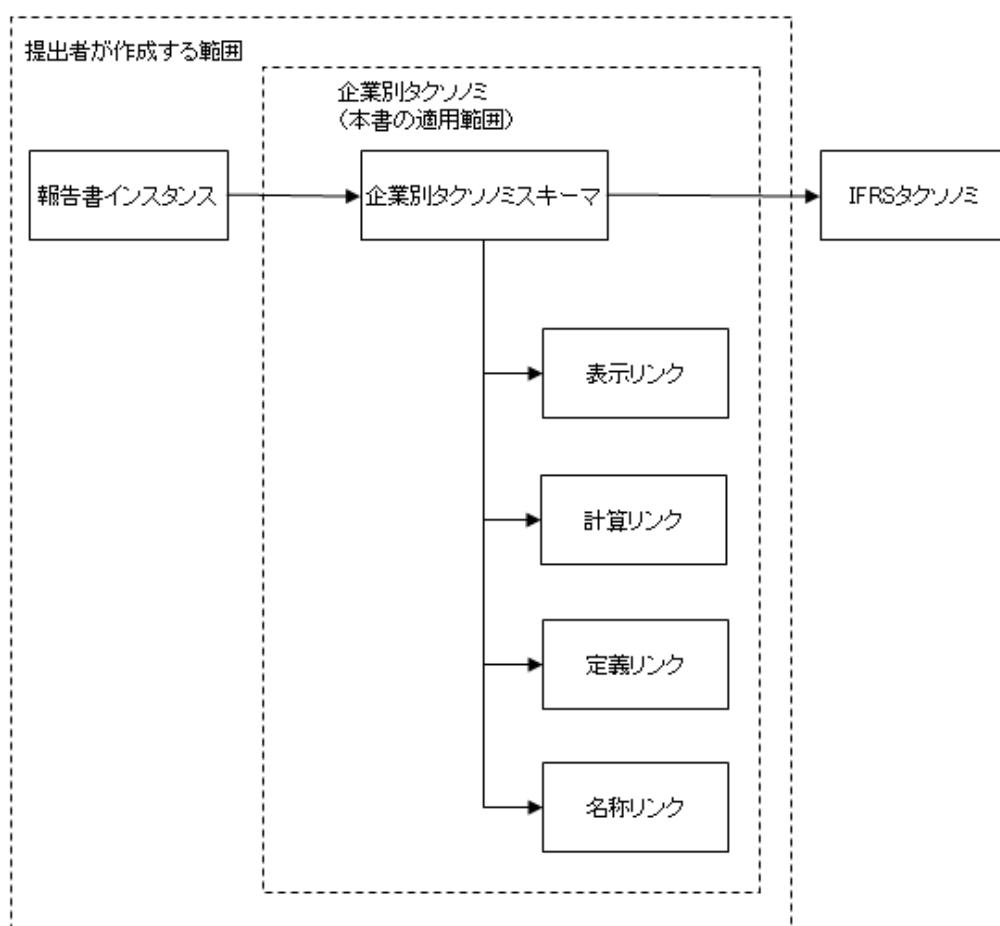 提出者が作成する範囲
企業別タクソノミ
（本書の適用範囲）
報告書インスタンス
企業別タクソノミスキーマ
IFRSタクソノミ
表示リンク
計算リンク
定義リンク
名称リンク